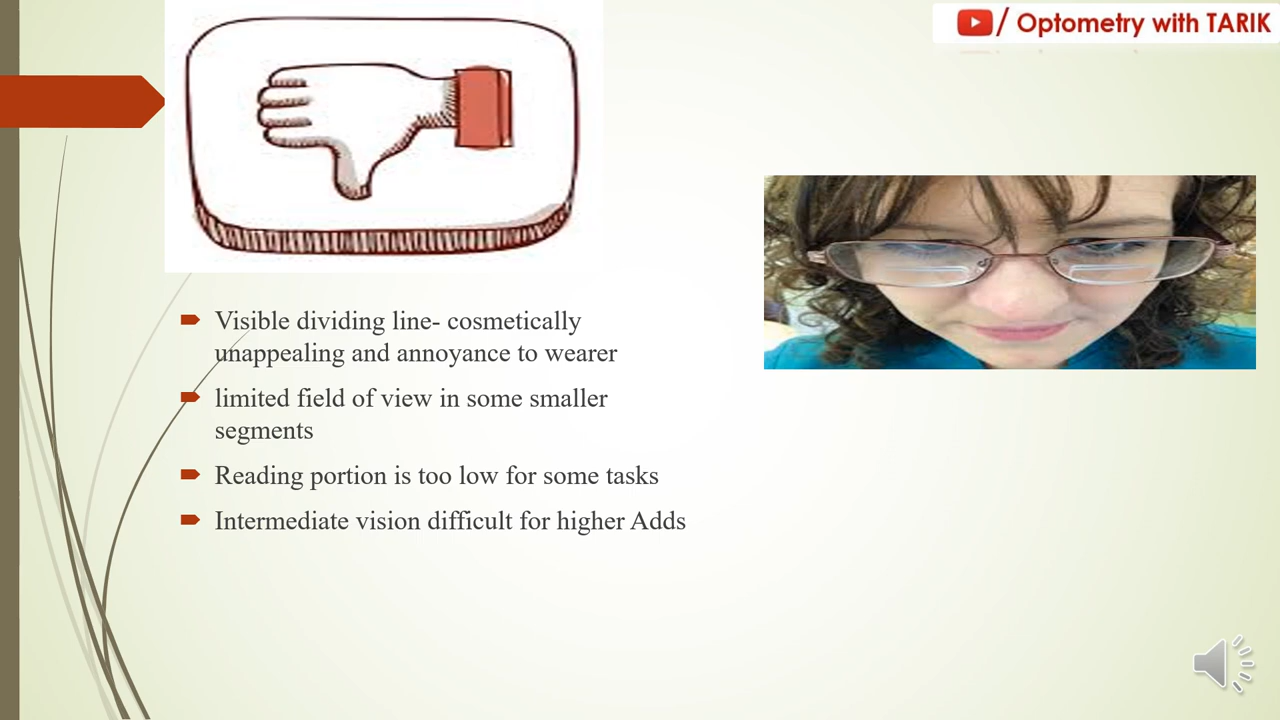 / Optometry with TARIK
Visible dividing line- cosmetically
unappealing and annoyance to wearer
limited field of view in some smaller
segments
Reading portion is too low for some tasks
Intermediate vision difficult for higher Adds